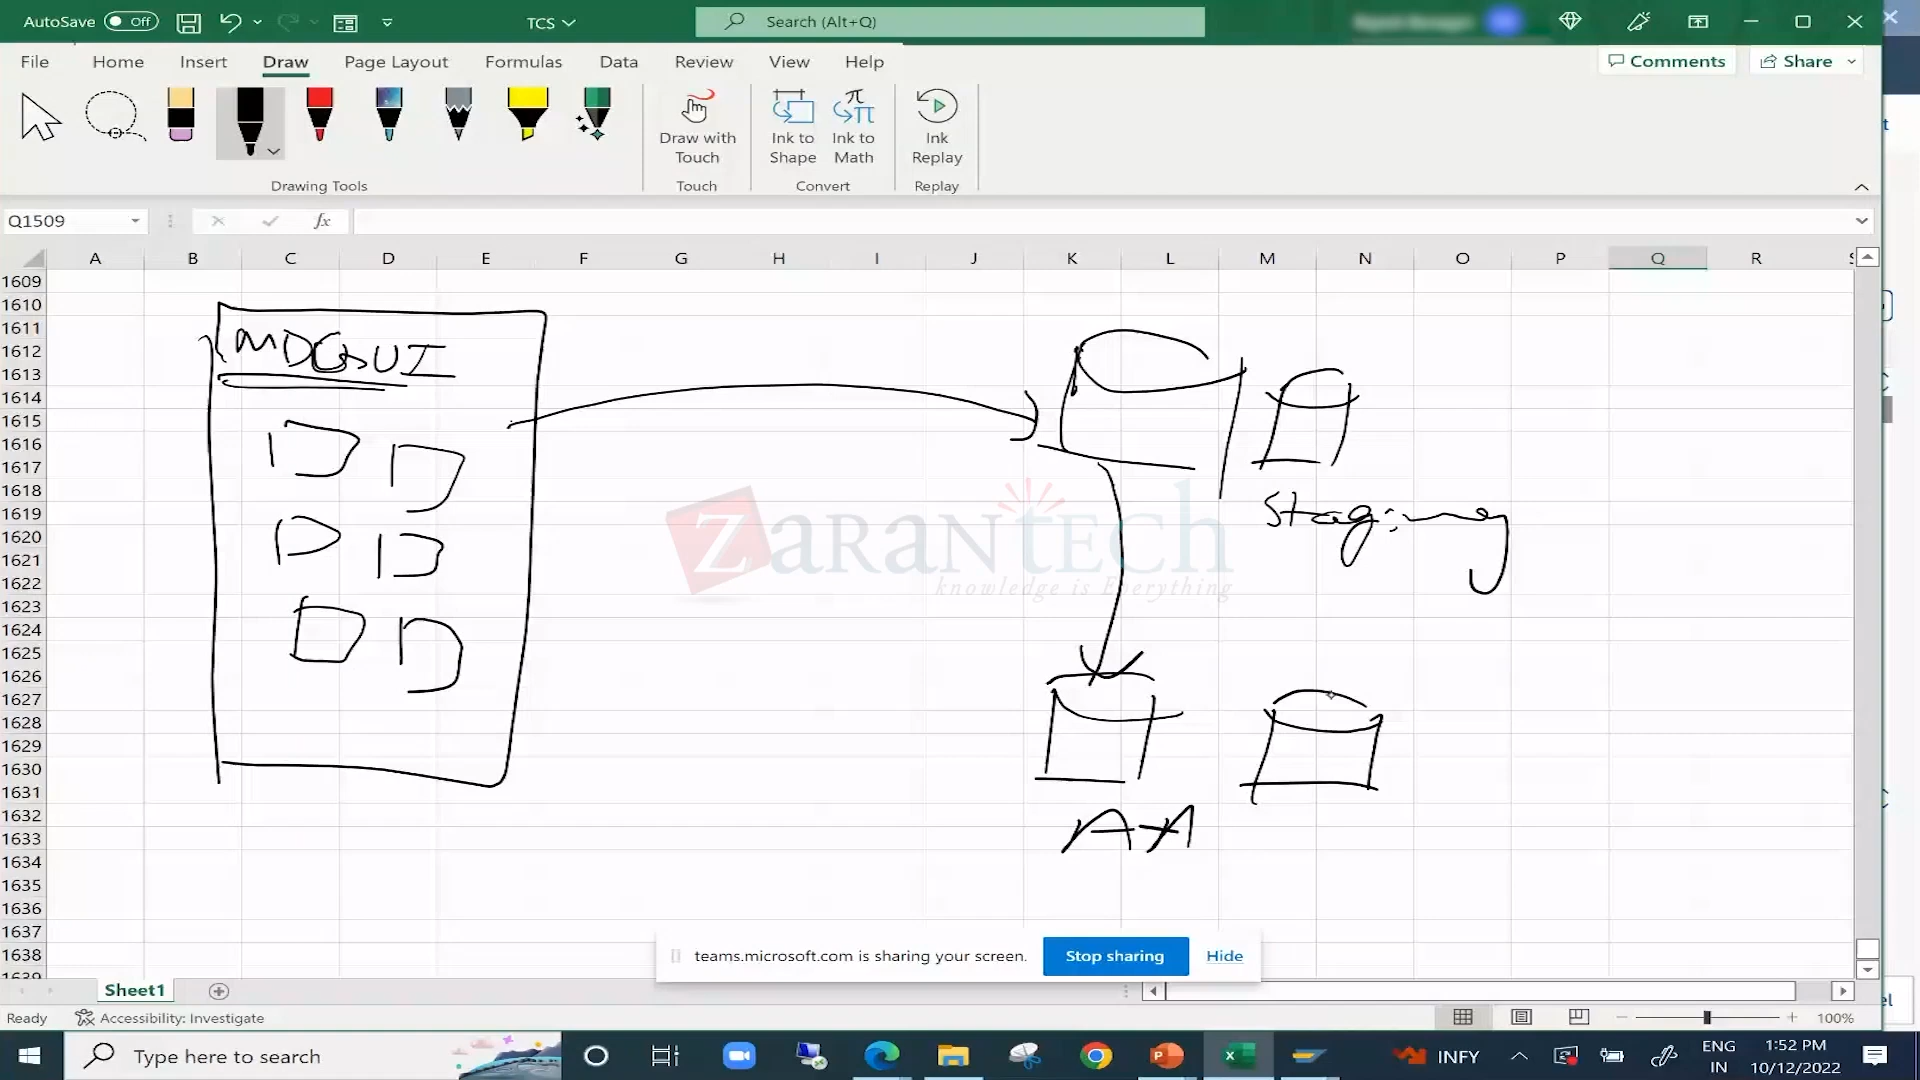 AutoSave Off
TCS
Search (Alt+Q)
File Home Insert Draw Page Layout Formulas Data Review View Help
Comments Share
Draw with Touch
Ink to Shape
Ink to Math
Ink Replay
Drawing Tools Touch Convert Replay
Q1509 fx
A B C D E F G H I J K L M N O P Q R S
1609
1610
1611
1612
1613
1614
1615
1616
1617
1618
1619
1620
1621
1622
1623
1624
1625
1626
1627
1628
1629
1630
1631
1632
1633
1634
1635
1636
1637
1638
1639
MDG UI
Staging
AA
ZaranTech
knowledge is Everything
teams.microsoft.com is sharing your screen. Stop sharing Hide
Sheet1
Ready Accessibility: Investigate 100%
Type here to search
INFY
ENG
IN
1:52 PM
10/12/2022